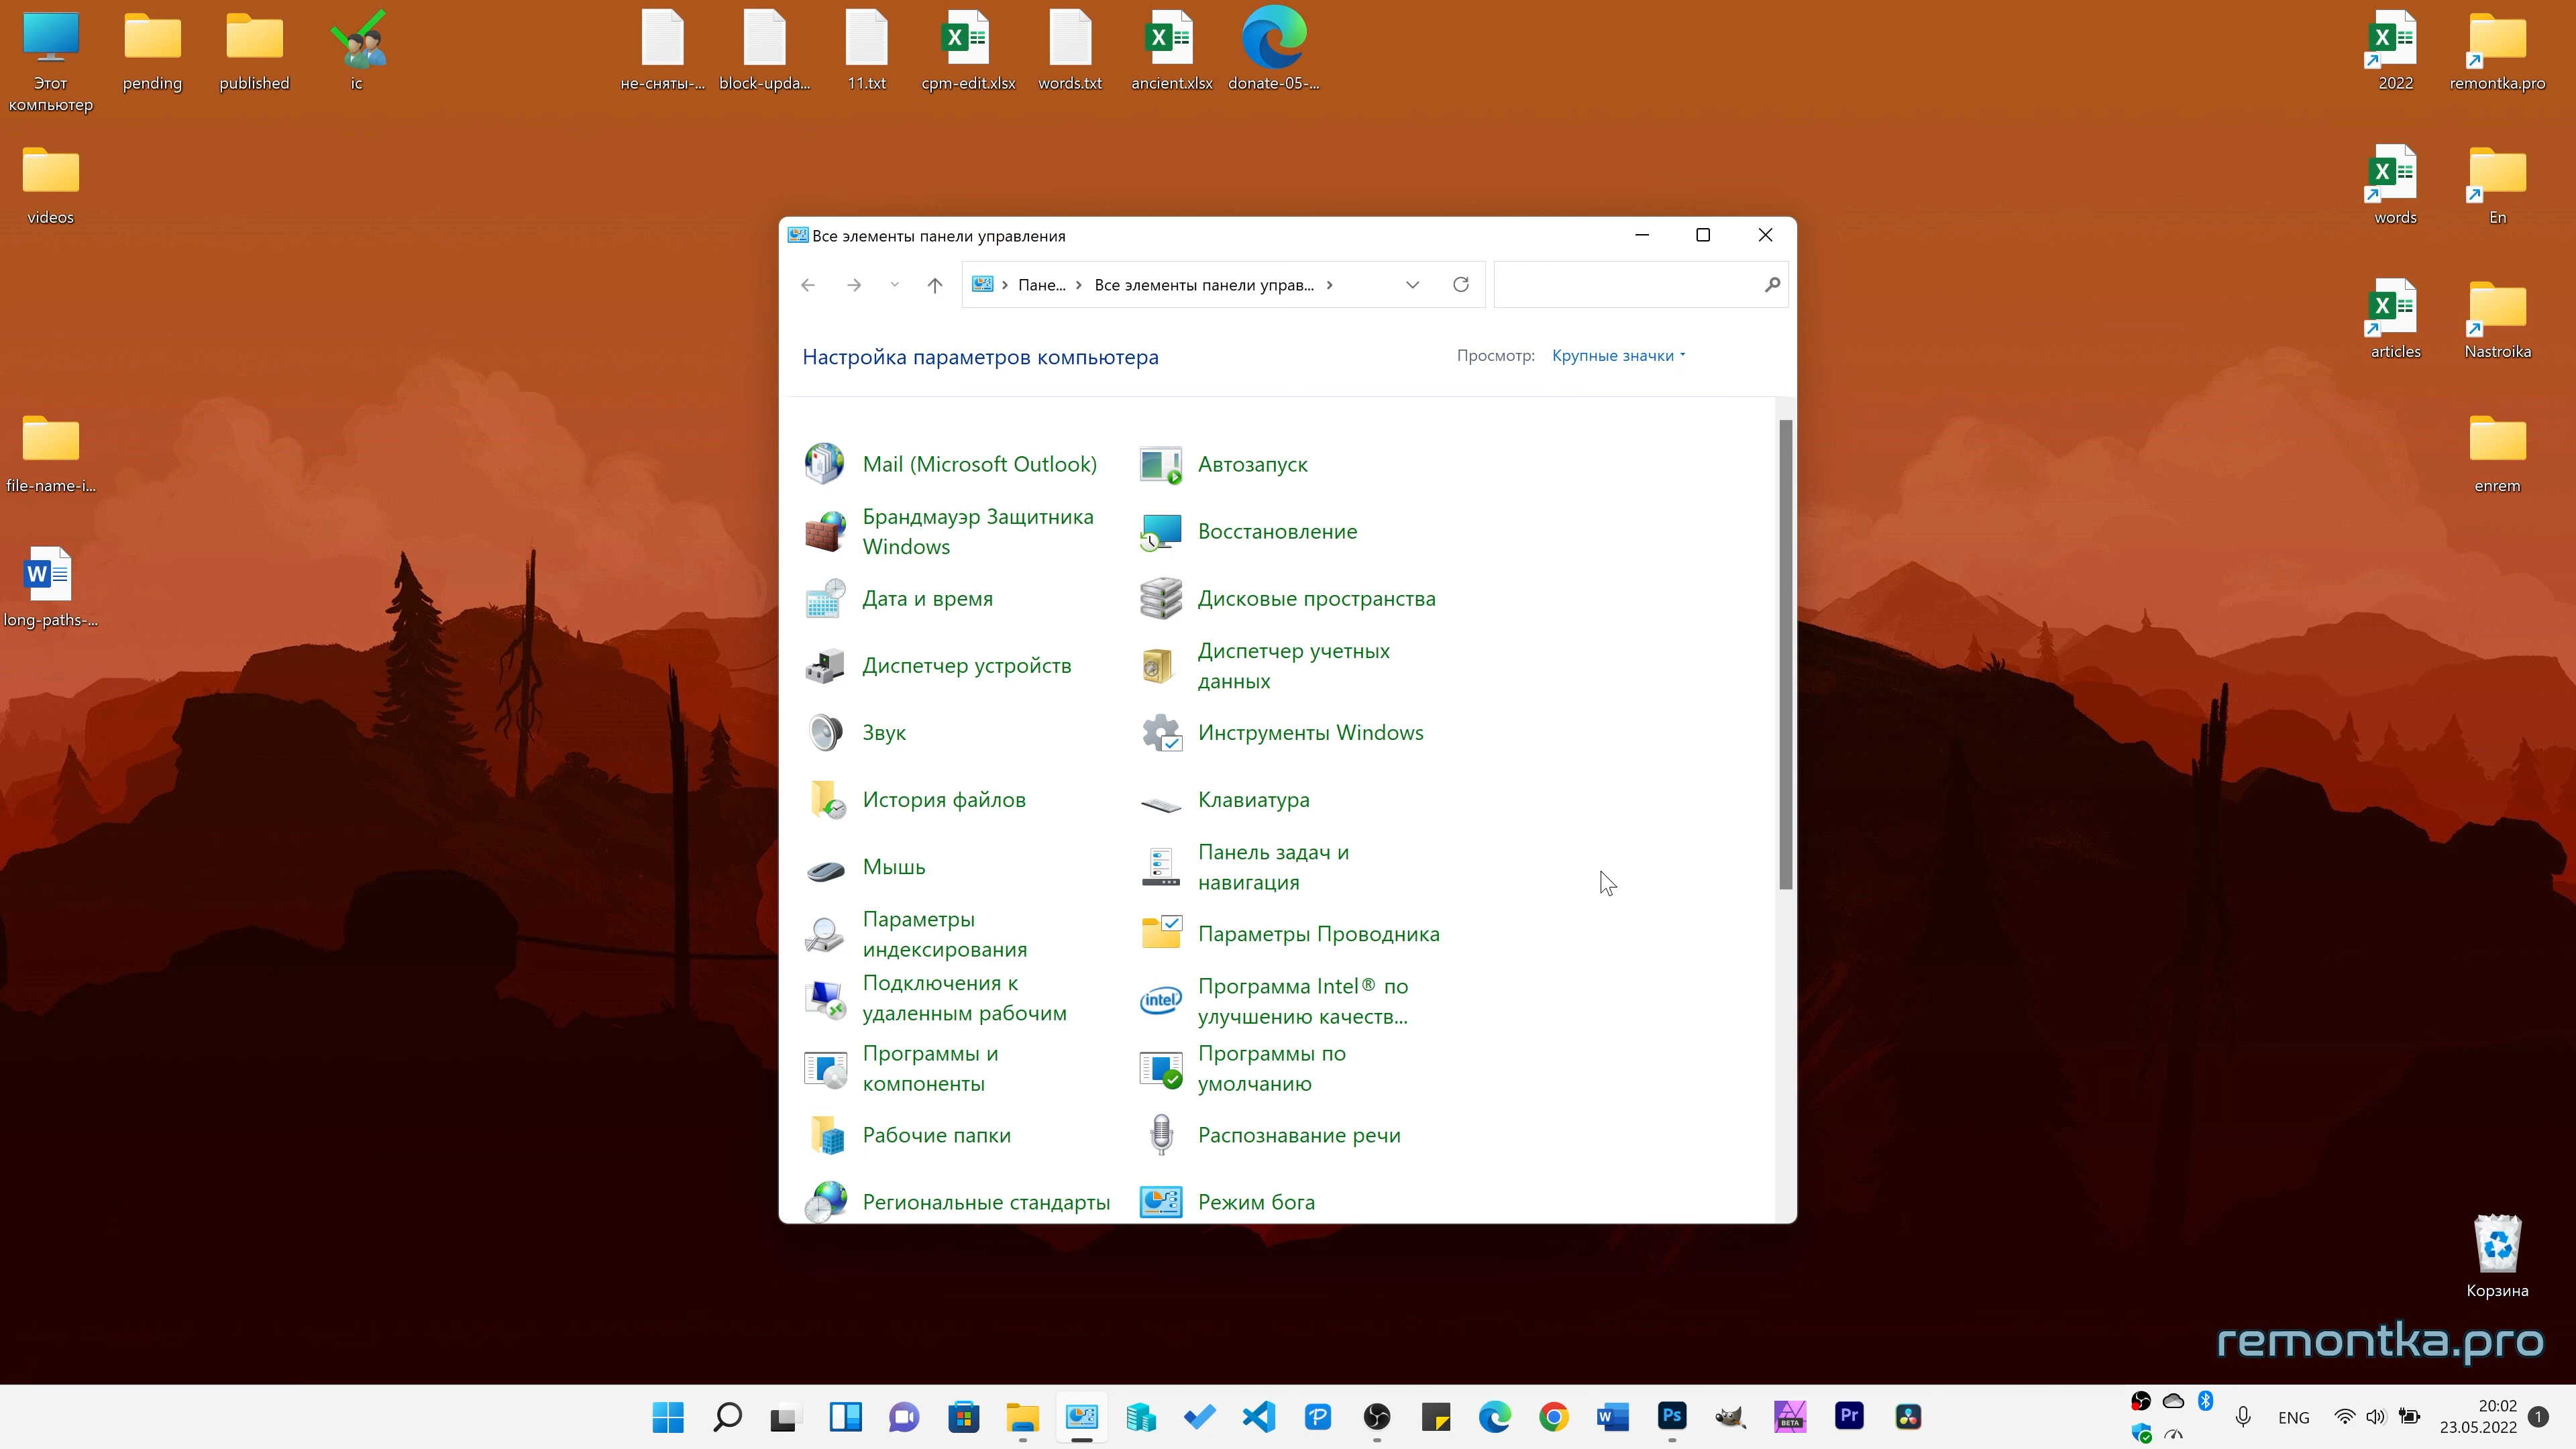 Этот
компьютер
pending
published
ic
не-сняты-...
block-upda...
11.txt
cpm-edit.xlsx
words.txt
ancient.xlsx
donate-05-...
2022
remontka.pro
videos
words
En
articles
Nastroika
file-name-i...
enrem
long-paths-...
Все элементы панели управления
Пане...
Все элементы панели управ...
Настройка параметров компьютера
Просмотр:
Крупные значки
Mail (Microsoft Outlook)
Автозапуск
Брандмауэр Защитника
Windows
Восстановление
Дата и время
Дисковые пространства
Диспетчер устройств
Диспетчер учетных
данных
Звук
Инструменты Windows
История файлов
Клавиатура
Мышь
Панель задач и
навигация
Параметры
индексирования
Параметры Проводника
Подключения к
удаленным рабочим
intel
Программа Intel® по
улучшению качеств...
Программы и
компоненты
Программы по
умолчанию
Рабочие папки
Распознавание речи
Региональные стандарты
Режим бога
Корзина
remontka.pro
W
Ps
BETA
Pr
ENG
20:02
23.05.2022
1